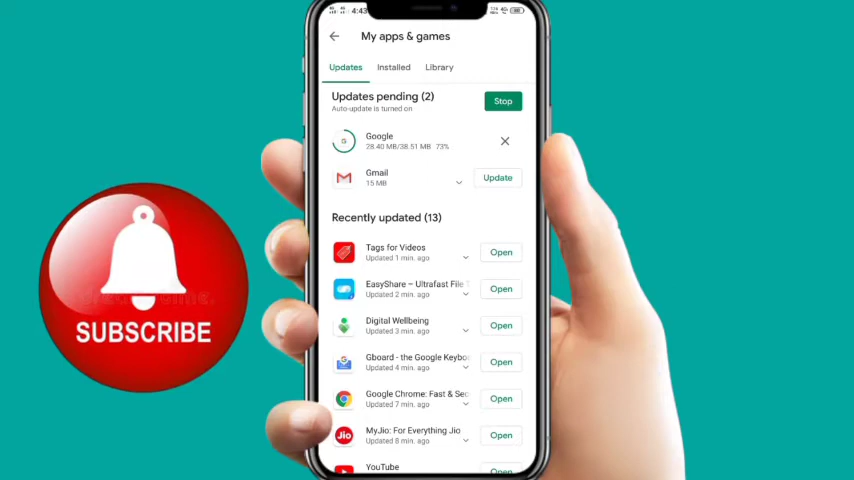 4:43
My apps & games
Updates Installed Library
Updates pending (2)
Stop
Auto-update is turned on
Google
28.40 MB/38.51 MB 73%
Gmail
15 MB
Update
Recently updated (13)
Tags for Videos
Updated 1 min. ago
Open
EasyShare – Ultrafast File
Updated 2 min. ago
Open
Digital Wellbeing
Updated 3 min. ago
Open
Gboard - the Google Keybo
Updated 4 min. ago
Open
Google Chrome: Fast & Sec
Updated 7 min. ago
Open
Jio
MyJio: For Everything Jio
Updated 8 min. ago
Open
YouTube
Open
SUBSCRIBE